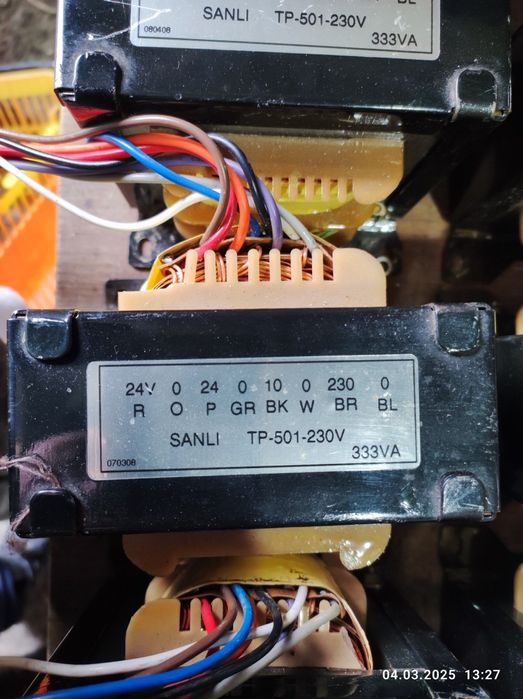 BL
SANLI TP-501-230V
080408
333VA
24V 0 24 0 10 0 230 0
R O P GR BK W BR BL
SANLI TP-501-230V
070308
333VA
04.03.2025 13:27